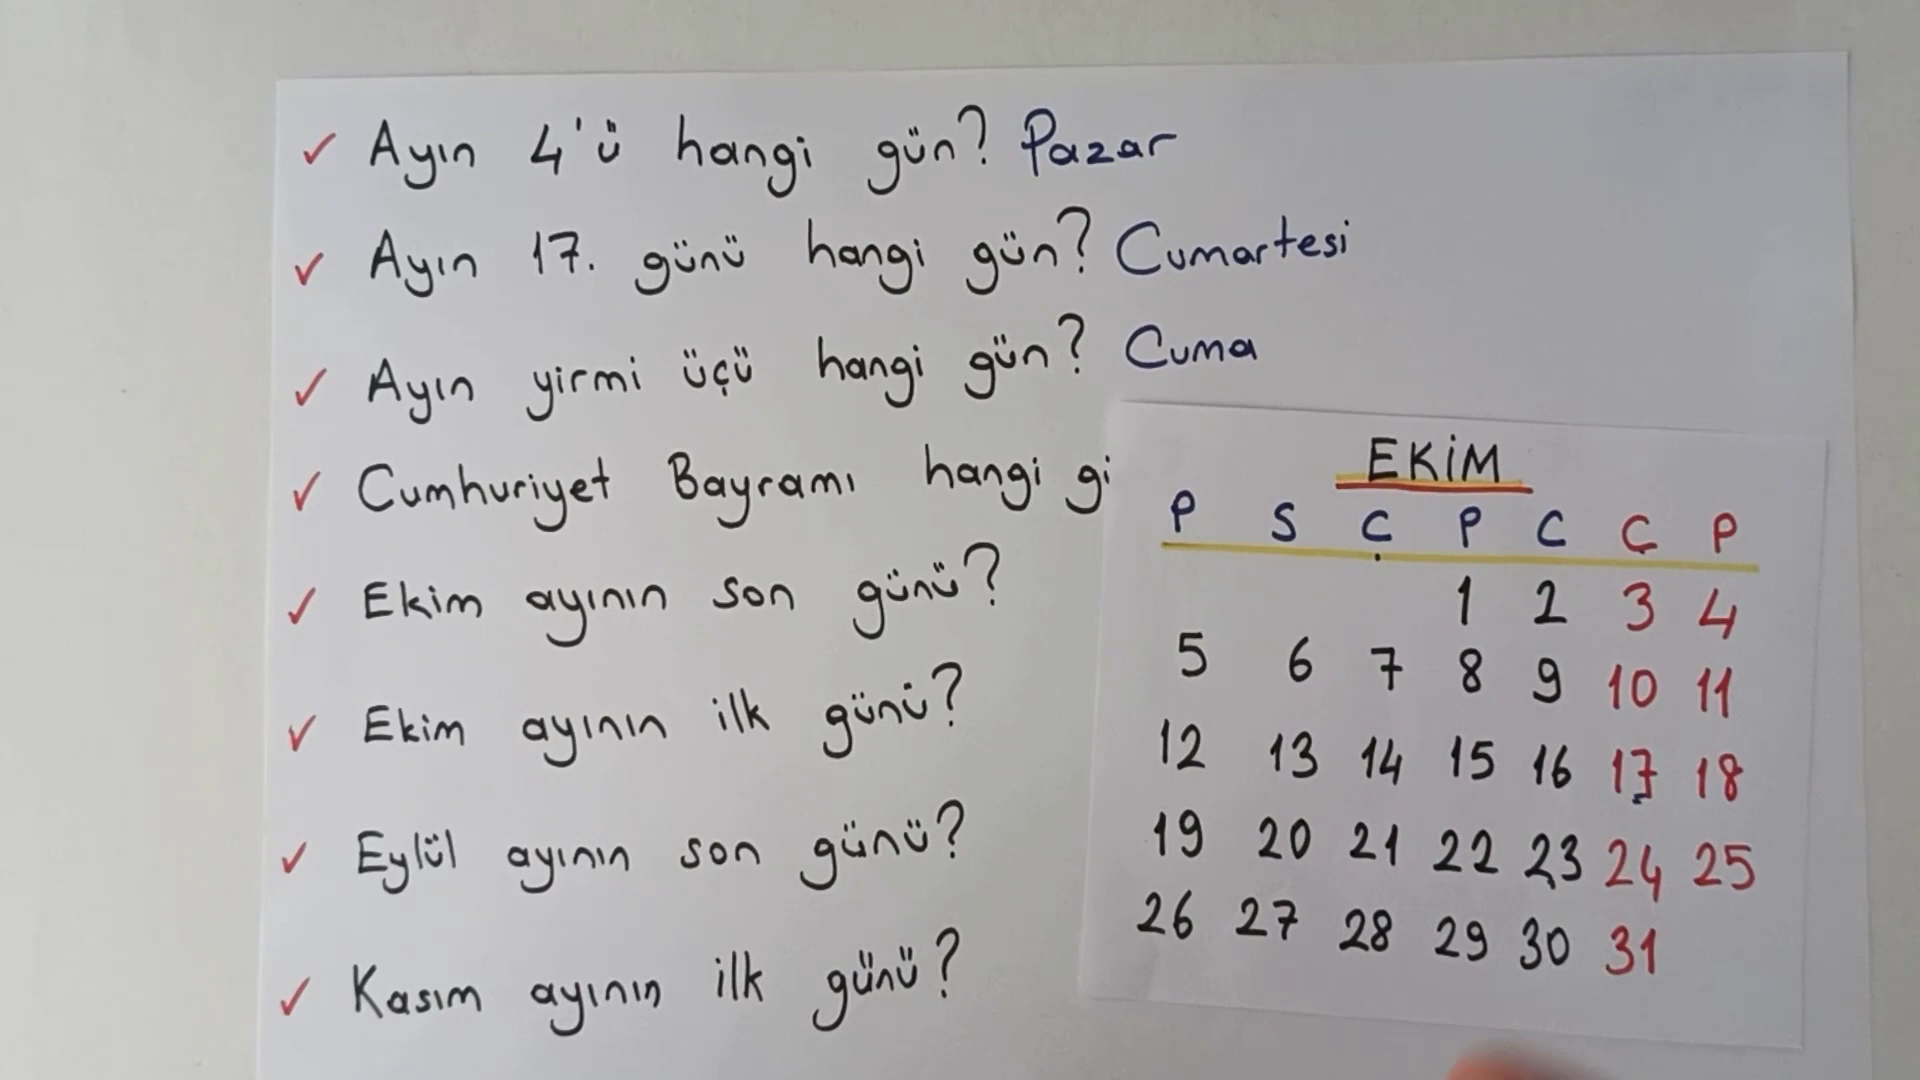 Ayın 4'ü hangi gün? Pazar
Ayın 17. günü hangi gün? Cumartesi
Ayın yirmi üçü hangi gün? Cuma
Cumhuriyet Bayramı hangi
Ekim ayının son günü?
Ekim ayının ilk günü?
Eylül ayının son günü?
Kasım ayının ilk günü?
EKİM
P S Ç P C C P
1 2 3 4
5 6 7 8 9 10 11
12 13 14 15 16 17 18
19 20 21 22 23 24 25
26 27 28 29 30 31